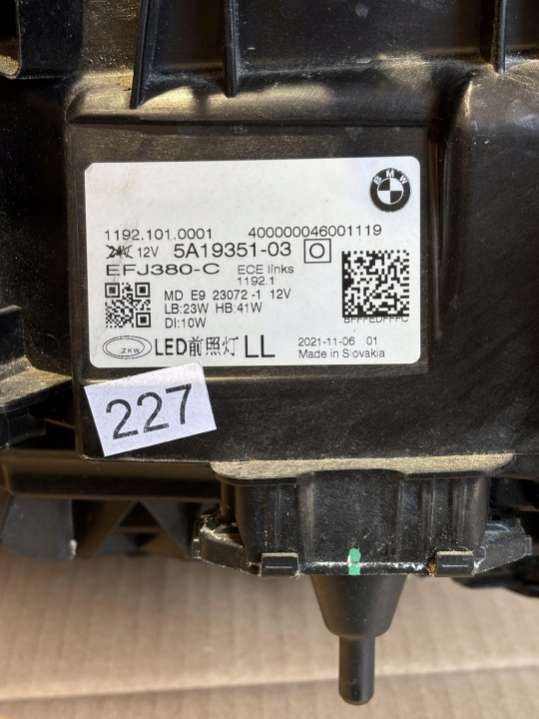 BMW
1192.101.0001 400000046001119
24V 12V 5A19351-03 O
EFJ380-C ECE links
1192.1
MD E9 23072-1 12V
LB:23W HB:41W
DI:10W
ZKW LED前照灯 LL
2021-11-06 01
Made in Slovakia
227